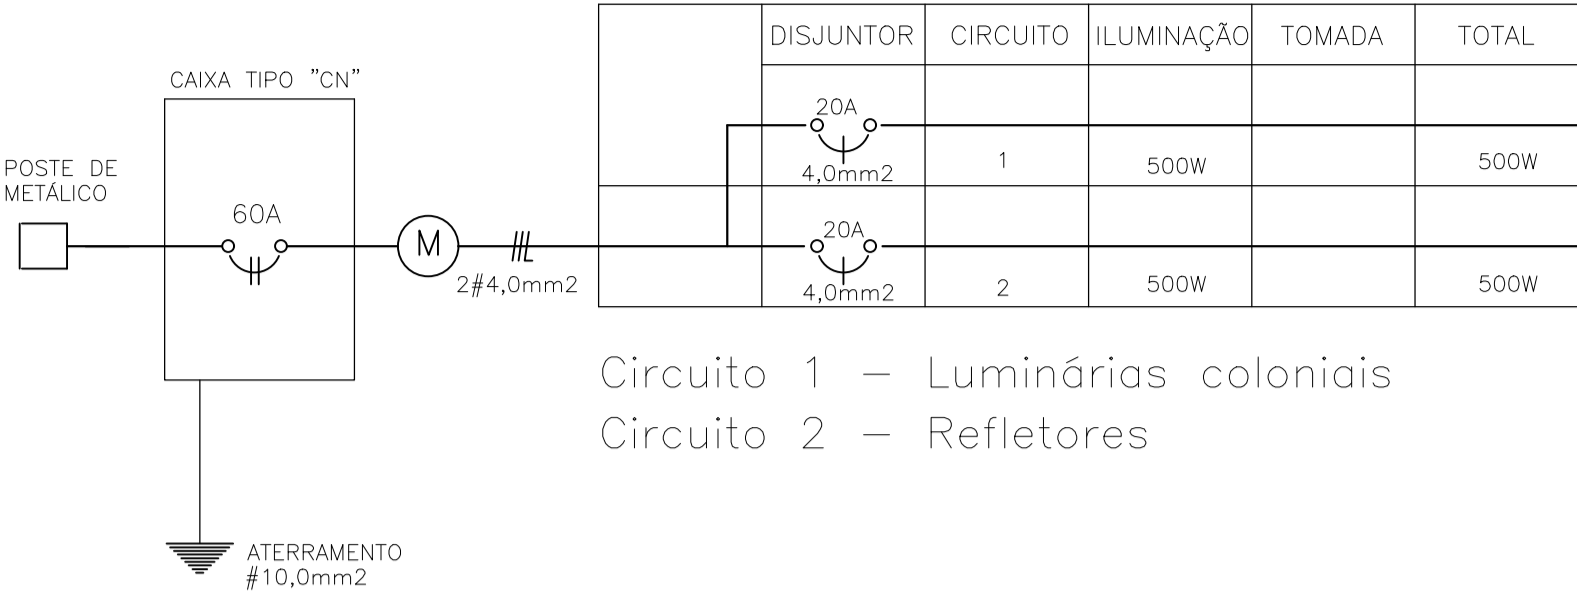 DISJUNTOR CIRCUITO ILUMINAÇÃO TOMADA TOTAL
CAIXA TIPO "CN"
20A
4,0mm2 1 500W 500W
POSTE DE
METÁLICO
60A
M
2#4,0mm2
20A
4,0mm2 2 500W 500W
Circuito 1 – Luminárias coloniais
Circuito 2 – Refletores
ATERRAMENTO
#10,0mm2